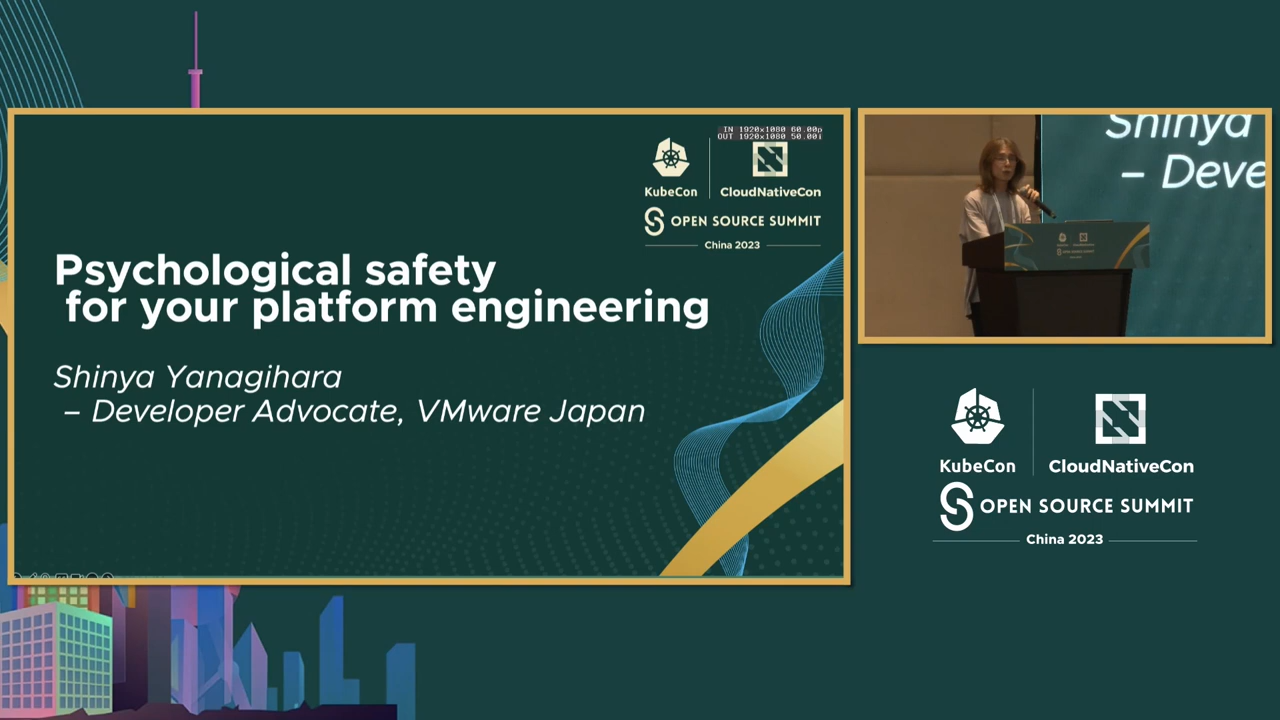 IN 1920x1080 60.00p
OUT 1920x1080 50.00i
KubeCon
CloudNativeCon
OPEN SOURCE SUMMIT
China 2023
Psychological safety
for your platform engineering
Shinya Yanagihara
– Developer Advocate, VMware Japan
Shinya
– Deve
KubeCon
CloudNativeCon
OPEN SOURCE SUMMIT
China 2023